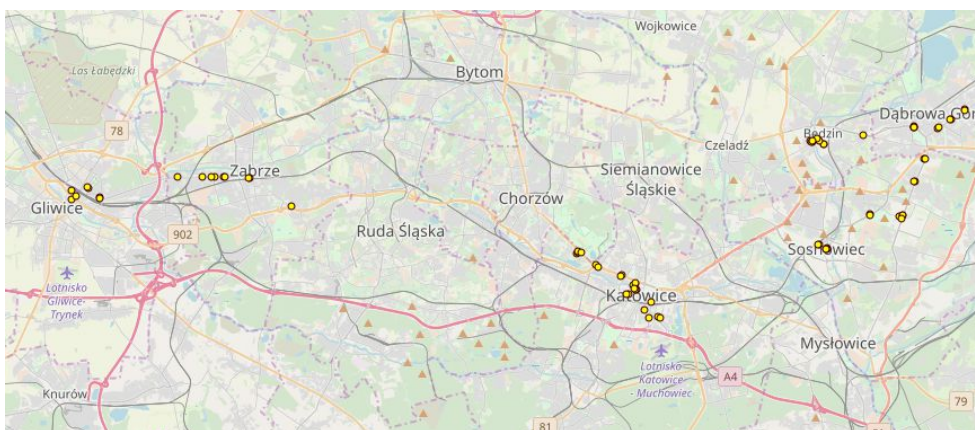 Wojkowice
Las Łabędzki
Bytom
78
Dąbrowa Gór
Będzin
Czeladź
Zabrze
Siemianowice
Śląskie
Chorzów
Gliwice
902
Ruda Śląska
Sosnowiec
Lotnisko
Gliwice-
Trynek
Katowice
Mysłowice
Lotnisko
Katowice-
- Muchowiec
A4
Knurów
79
81